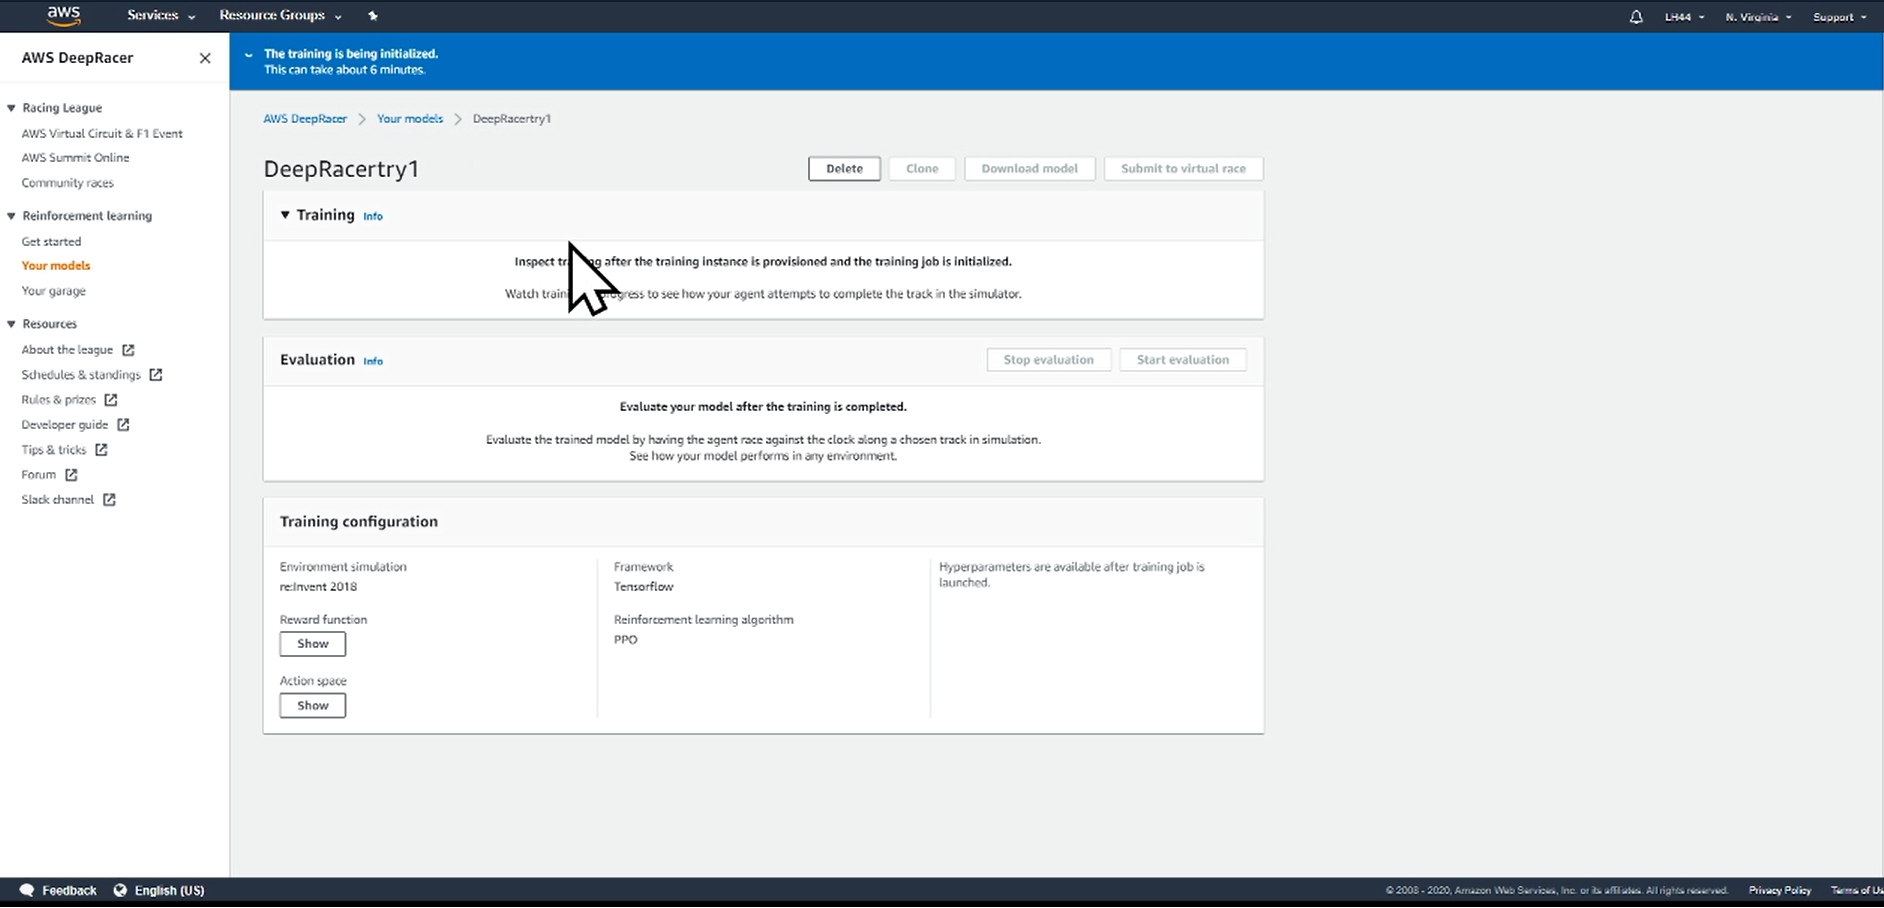 aws
Services
Resource Groups
LH44
N. Virginia
Support
AWS DeepRacer
Racing League
AWS Virtual Circuit & F1 Event
AWS Summit Online
Community races
Reinforcement learning
Get started
Your models
Your garage
Resources
About the league
Schedules & standings
Rules & prizes
Developer guide
Tips & tricks
Forum
Slack channel
The training is being initialized.
This can take about 6 minutes.
AWS DeepRacer
Your models
DeepRacertry1
DeepRacertry1
Delete
Clone
Download model
Submit to virtual race
Training Info
Inspect after the training instance is provisioned and the training job is initialized.
Watch to see how your agent attempts to complete the track in the simulator.
Evaluation Info
Stop evaluation
Start evaluation
Evaluate your model after the training is completed.
Evaluate the trained model by having the agent race against the clock along a chosen track in simulation.
See how your model performs in any environment.
Training configuration
Environment simulation
re:Invent 2018
Reward function
Show
Action space
Show
Framework
Tensorflow
Reinforcement learning algorithm
PPO
Hyperparameters are available after training job is
launched.
Feedback
English (US)
© 2008 - 2020, Amazon Web Services, Inc. or its affiliates. All rights reserved.
Privacy Policy
Terms of Us